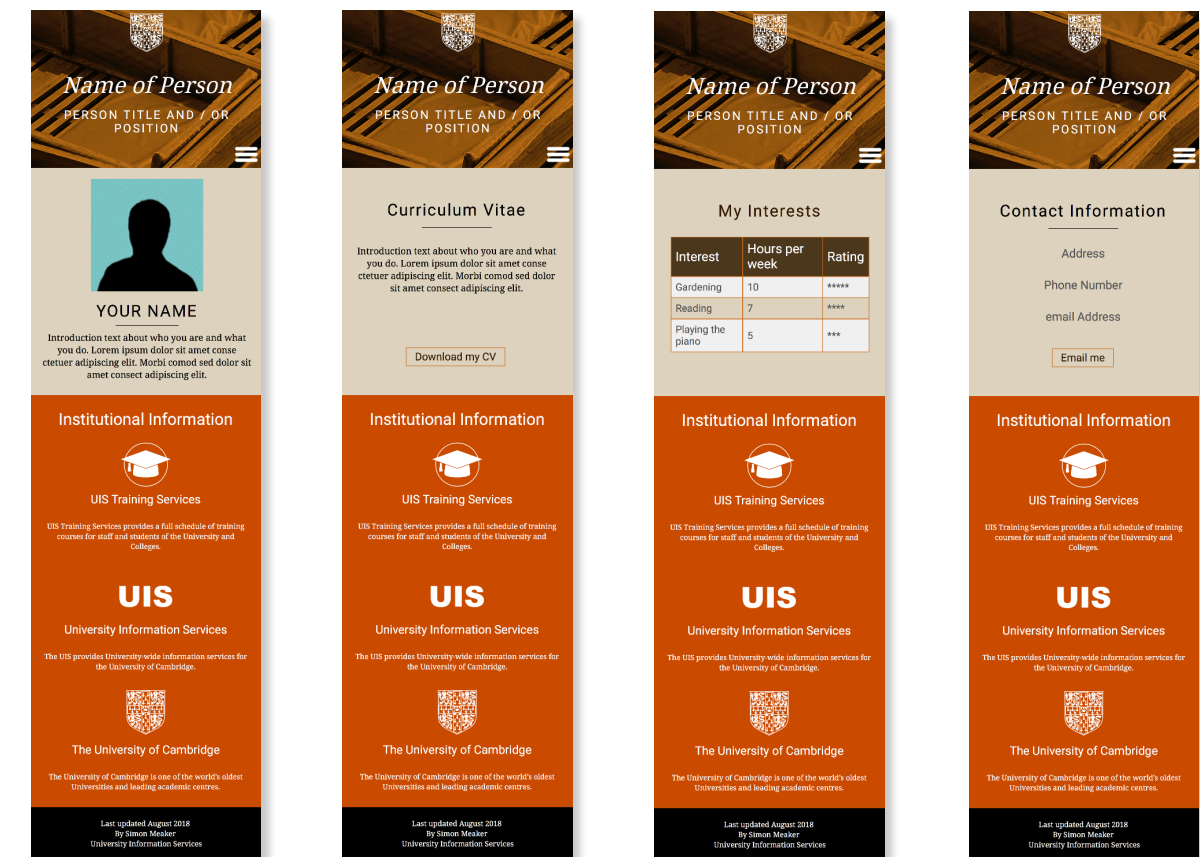 Name of Person
PERSON TITLE AND / OR
POSITION
YOUR NAME
Introduction text about who you are and what
you do. Lorem ipsum dolor sit amet conse
ctetuer adipiscing elit. Morbi comod sed dolor sit
amet consect adipiscing elit.
Institutional Information
UIS Training Services
UIS Training Services provides a full schedule of training
courses for staff and students of the University and
Colleges.
UIS
University Information Services
The UIS provides University-wide information services for
the University of Cambridge.
The University of Cambridge
The University of Cambridge is one of the world's oldest
Universities and leading academic centres.
Last updated August 2018
By Simon Meaker
University Information Services
Name of Person
PERSON TITLE AND / OR
POSITION
Curriculum Vitae
Introduction text about who you are and what
you do. Lorem ipsum dolor sit amet conse
ctetuer adipiscing elit. Morbi comod sed dolor
sit amet consect adipiscing elit.
Download my CV
Institutional Information
UIS Training Services
UIS Training Services provides a full schedule of training
courses for staff and students of the University and
Colleges.
UIS
University Information Services
The UIS provides University-wide information services for
the University of Cambridge.
The University of Cambridge
The University of Cambridge is one of the world's oldest
Universities and leading academic centres.
Last updated August 2018
By Simon Meaker
University Information Services
Name of Person
PERSON TITLE AND / OR
POSITION
My Interests
Interest Hours per week Rating
Gardening 10 *****
Reading 7 ****
Playing the piano 5 ***
Institutional Information
UIS Training Services
UIS Training Services provides a full schedule of training
courses for staff and students of the University and
Colleges.
UIS
University Information Services
The UIS provides University-wide information services for
the University of Cambridge.
The University of Cambridge
The University of Cambridge is one of the world's oldest
Universities and leading academic centres.
Last updated August 2018
By Simon Meaker
University Information Services
Name of Person
PERSON TITLE AND / OR
POSITION
Contact Information
Address
Phone Number
email Address
Email me
Institutional Information
UIS Training Services
UIS Training Services provides a full schedule of training
courses for staff and students of the University and
Colleges.
UIS
University Information Services
The UIS provides University-wide information services for
the University of Cambridge.
The University of Cambridge
The University of Cambridge is one of the world's oldest
Universities and leading academic centres.
Last updated August 2018
By Simon Meaker
University Information Services